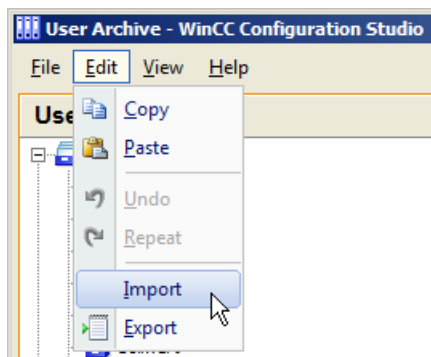 User Archive - WinCC Configuration Studio
File Edit View Help
Use
Copy
Paste
Undo
Repeat
Import
Export